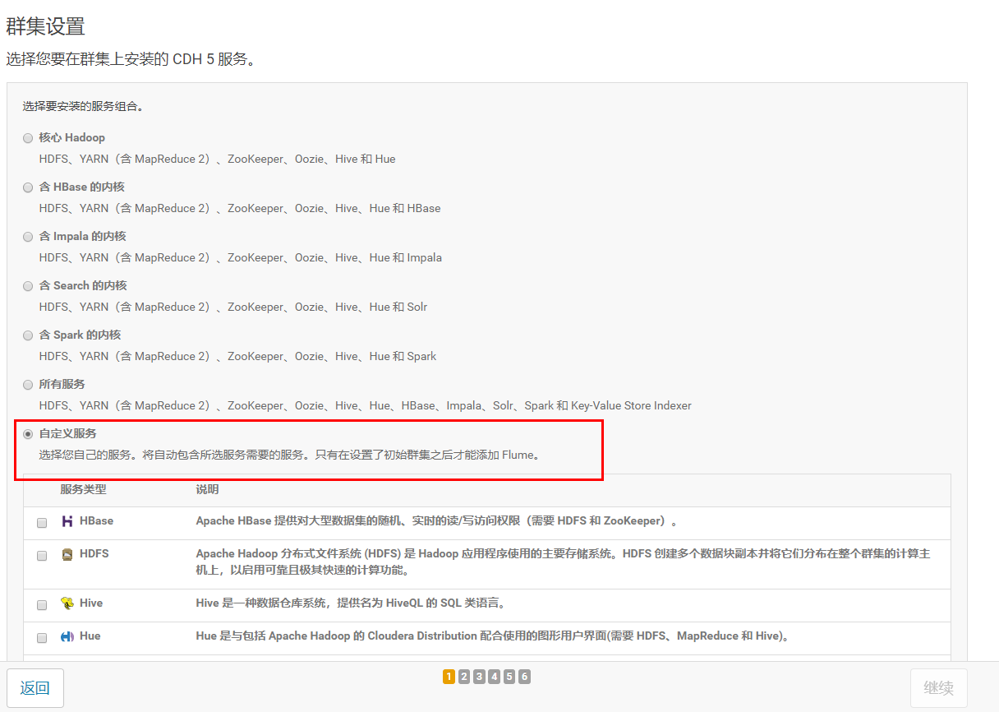 群集设置
选择您要在群集上安装的 CDH 5 服务。
选择要安装的服务组合。
核心 Hadoop
HDFS、YARN（含 MapReduce 2）、ZooKeeper、Oozie、Hive 和 Hue
含 HBase 的内核
HDFS、YARN（含 MapReduce 2）、ZooKeeper、Oozie、Hive、Hue 和 HBase
含 Impala 的内核
HDFS、YARN（含 MapReduce 2）、ZooKeeper、Oozie、Hive、Hue 和 Impala
含 Search 的内核
HDFS、YARN（含 MapReduce 2）、ZooKeeper、Oozie、Hive、Hue 和 Solr
含 Spark 的内核
HDFS、YARN（含 MapReduce 2）、ZooKeeper、Oozie、Hive、Hue 和 Spark
所有服务
HDFS、YARN（含 MapReduce 2）、ZooKeeper、Oozie、Hive、Hue、HBase、Impala、Solr、Spark 和 Key-Value Store Indexer
自定义服务
选择您自己的服务。将自动包含所选服务需要的服务。只有在设置了初始群集之后才能添加 Flume。
服务类型 说明
HBase Apache HBase 提供对大型数据集的随机、实时的读/写访问权限（需要 HDFS 和 ZooKeeper）。
HDFS Apache Hadoop 分布式文件系统 (HDFS) 是 Hadoop 应用程序使用的主要存储系统。HDFS 创建多个数据块副本并将它们分布在整个群集的计算主
机上，以启用可靠且极其快速的计算功能。
Hive Hive 是一种数据仓库系统，提供名为 HiveQL 的 SQL 类语言。
Hue Hue 是与包括 Apache Hadoop 的 Cloudera Distribution 配合使用的图形用户界面(需要 HDFS、MapReduce 和 Hive)。
返回 1 2 3 4 5 6 继续